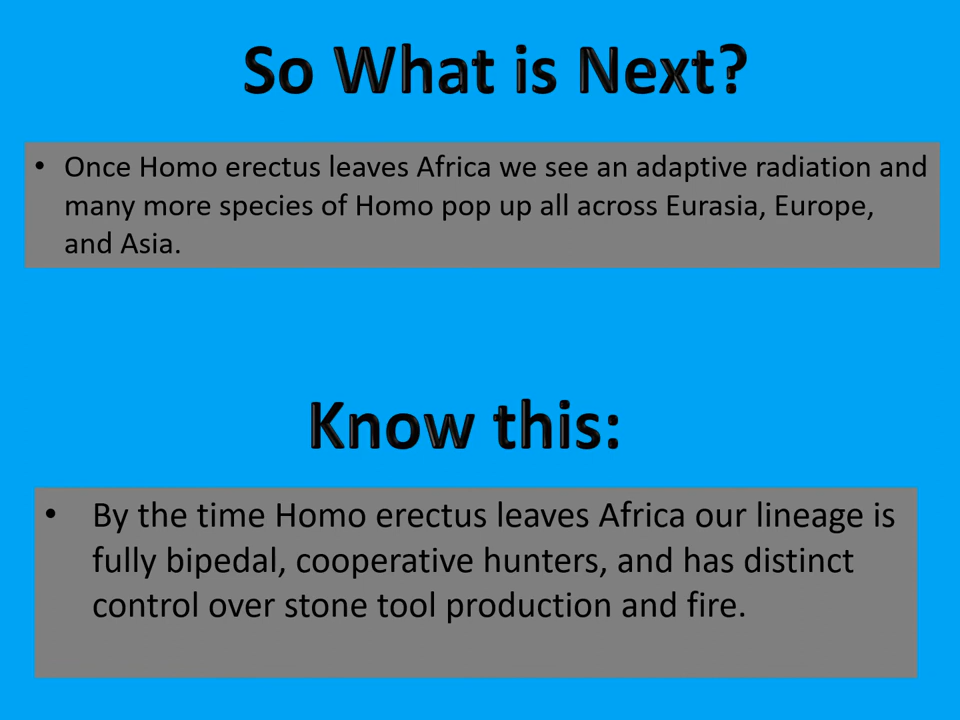 So What is Next?
• Once Homo erectus leaves Africa we see an adaptive radiation and
many more species of Homo pop up all across Eurasia, Europe,
and Asia.
Know this:
• By the time Homo erectus leaves Africa our lineage is
fully bipedal, cooperative hunters, and has distinct
control over stone tool production and fire.